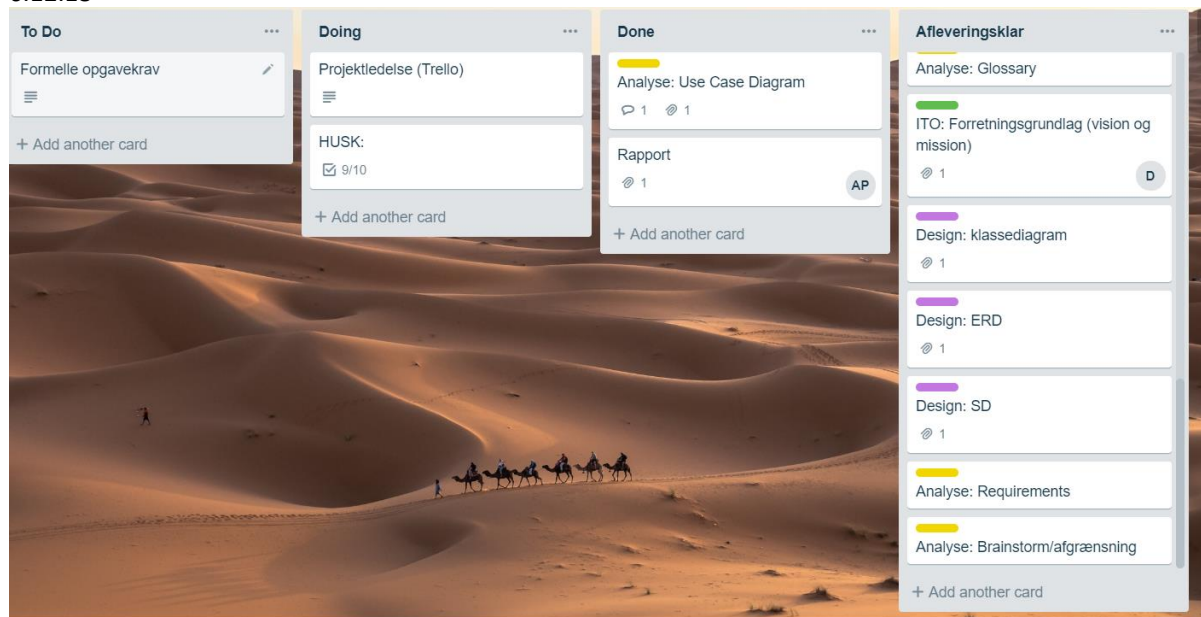 To Do
Formelle opgavekrav
+ Add another card
Doing
Projektledelse (Trello)
HUSK:
9/10
+ Add another card
Done
Analyse: Use Case Diagram
1 1
Rapport
1
AP
+ Add another card
Afleveringsklar
Analyse: Glossary
ITO: Forretningsgrundlag (vision og
mission)
1
D
Design: klassediagram
1
Design: ERD
1
Design: SD
1
Analyse: Requirements
Analyse: Brainstorm/afgrænsning
+ Add another card